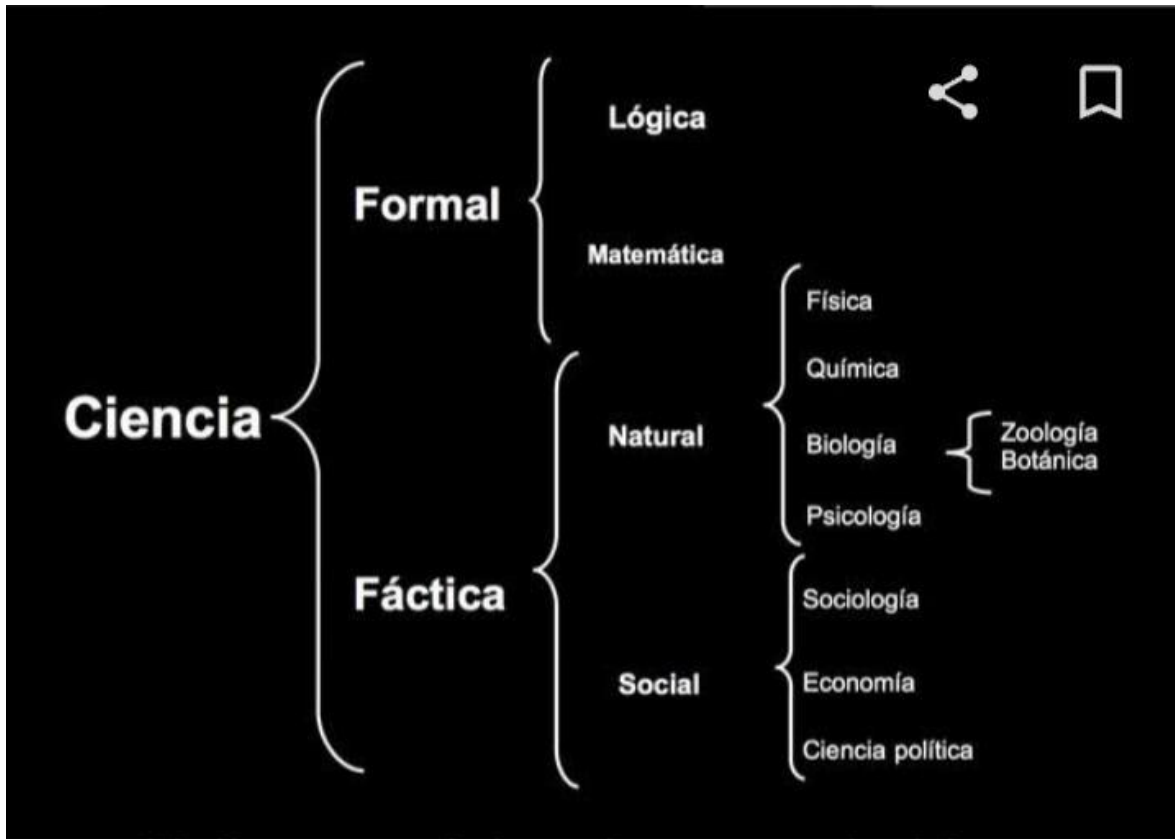 Ciencia
Formal
Lógica
Matemática
Fáctica
Natural
Física
Química
Biología
Zoología
Botánica
Psicología
Social
Sociología
Economía
Ciencia política